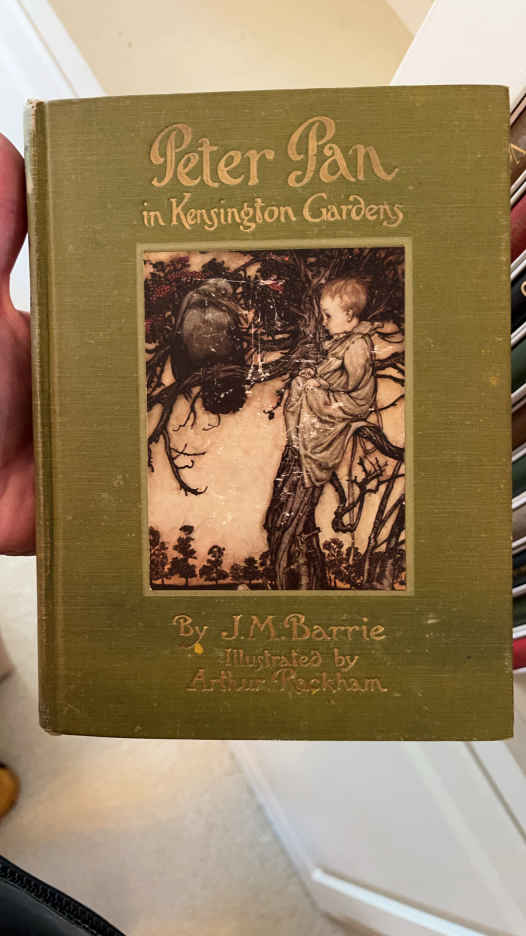 Peter Pan
in Kensington Gardens
By J.M. Barrie
Illustrated by
Arthur Rackham